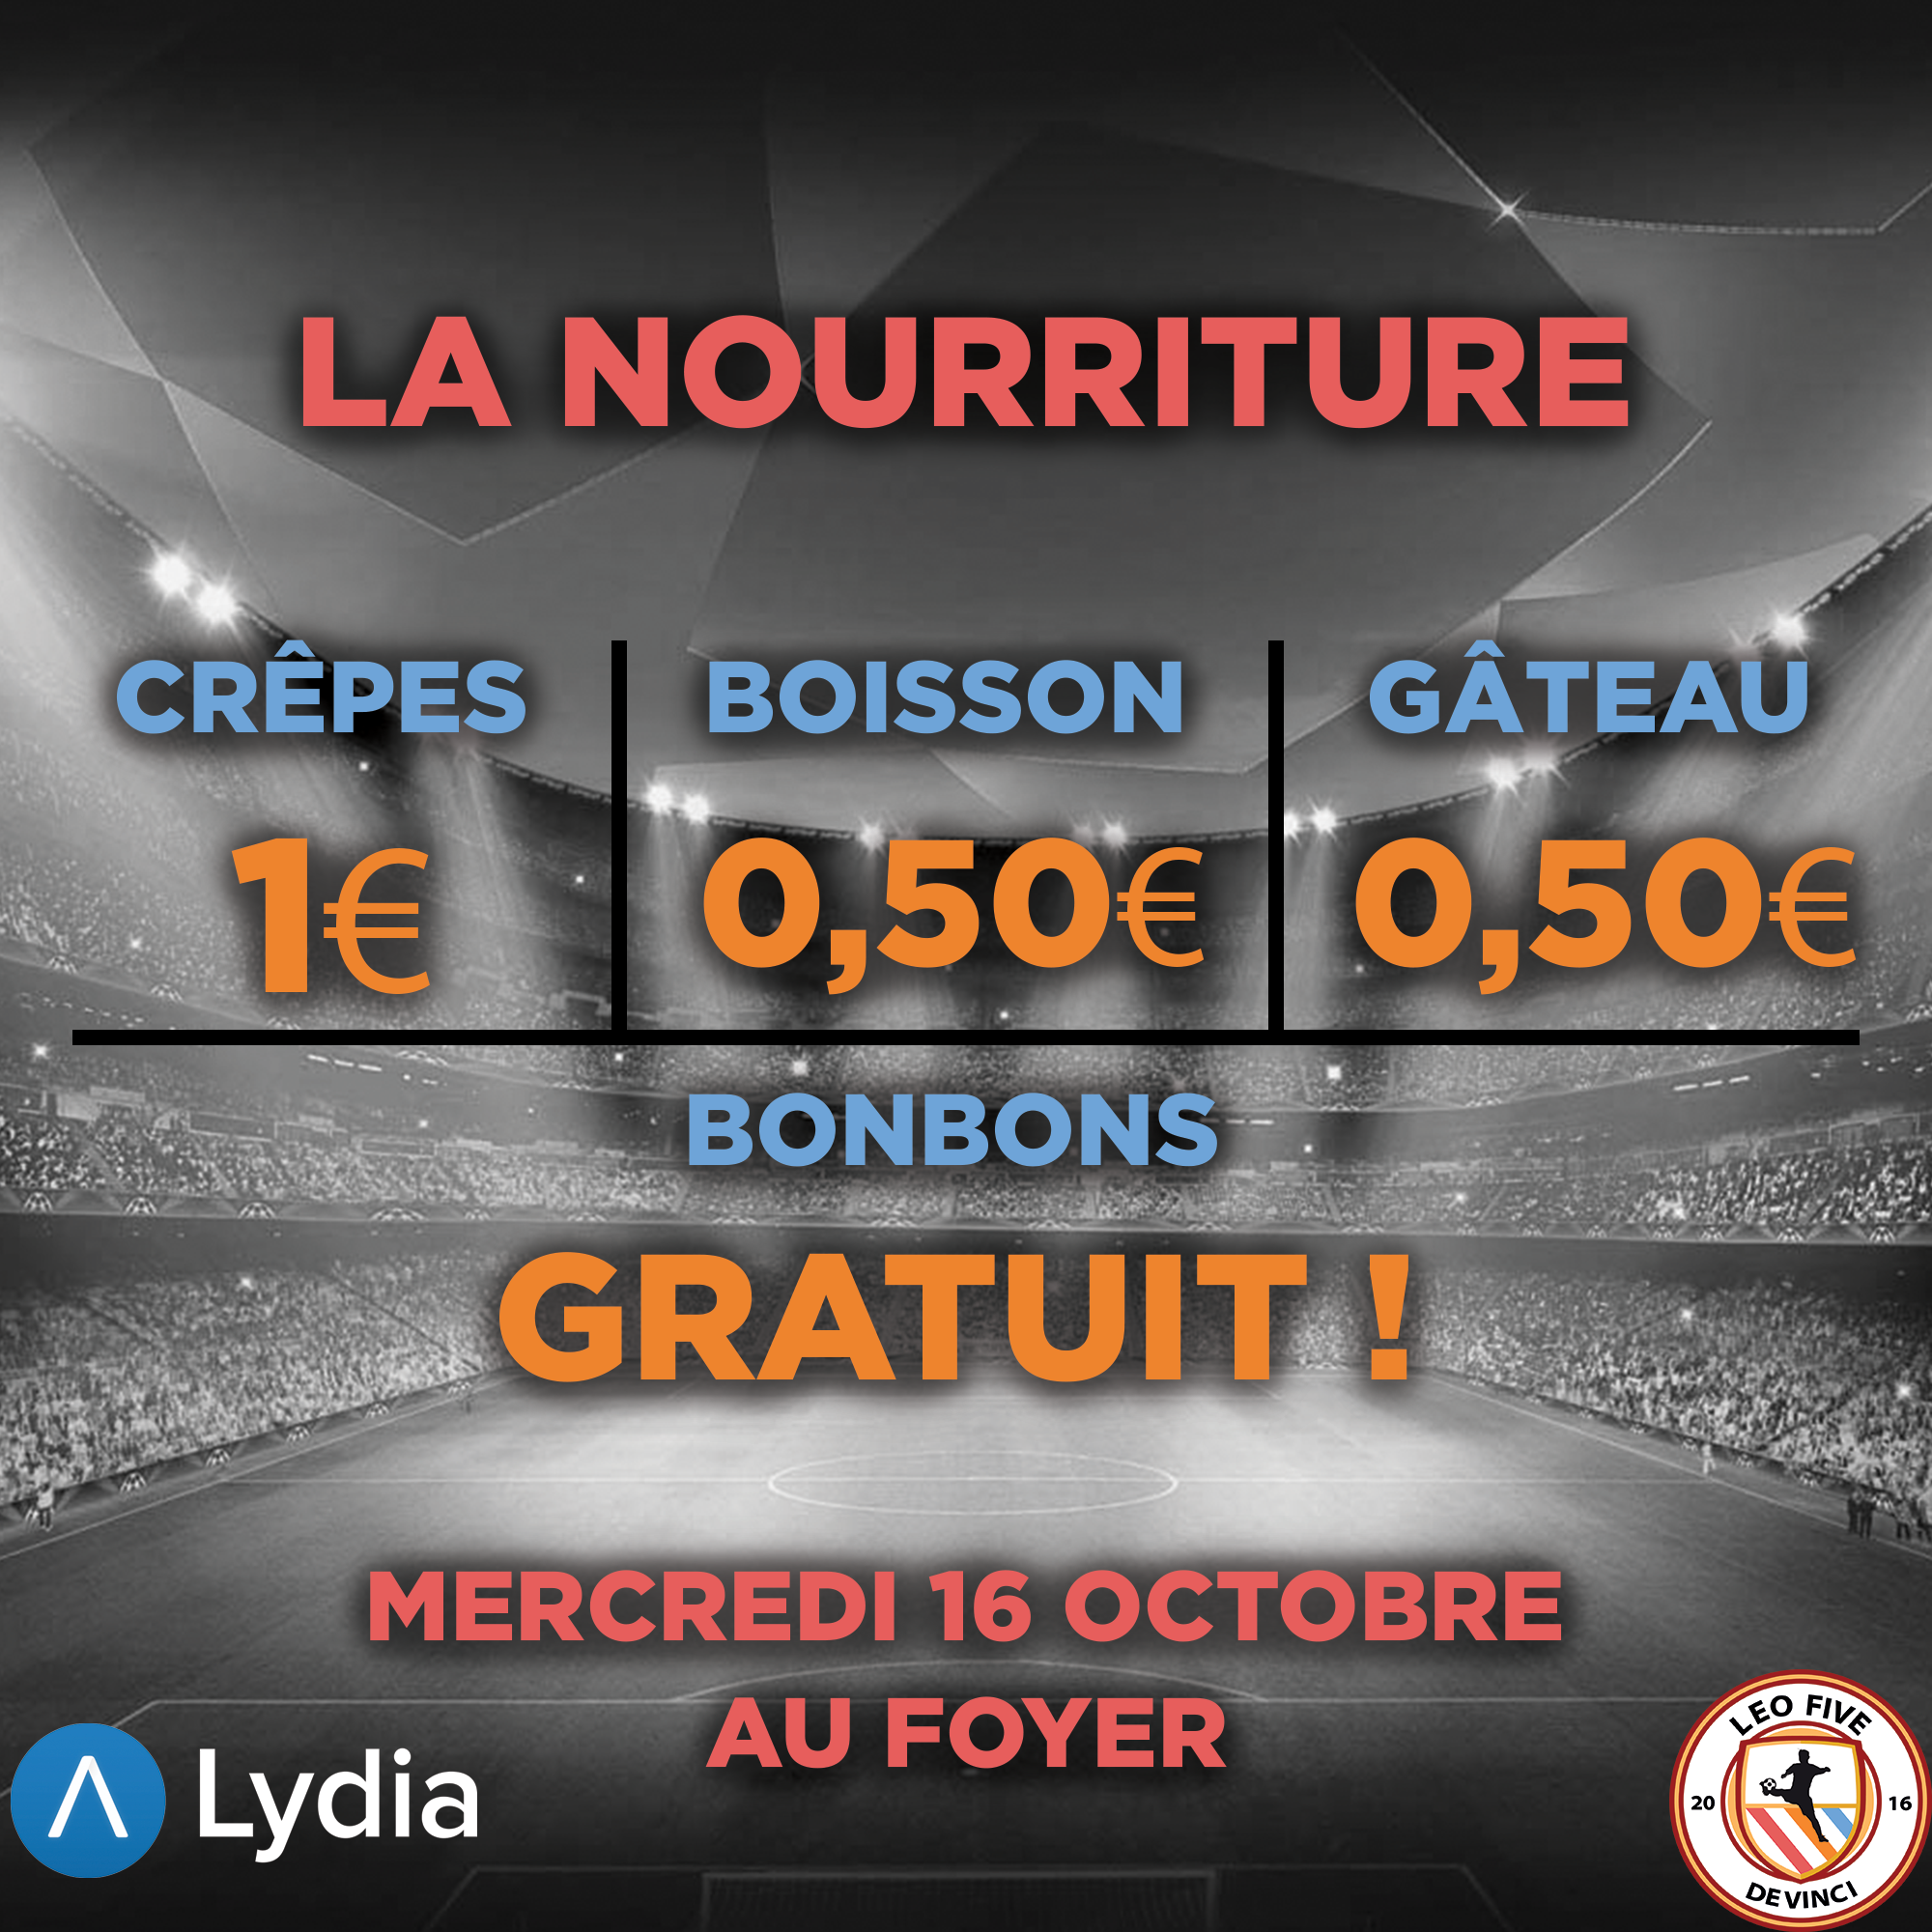 LA NOURRITURE
CRÊPES
1€
BOISSON
0,50€
GÂTEAU
0,50€
BONBONS
GRATUIT !
MERCREDI 16 OCTOBRE
AU FOYER
Lydia
LEO FIVE
20 16
DEVINCI